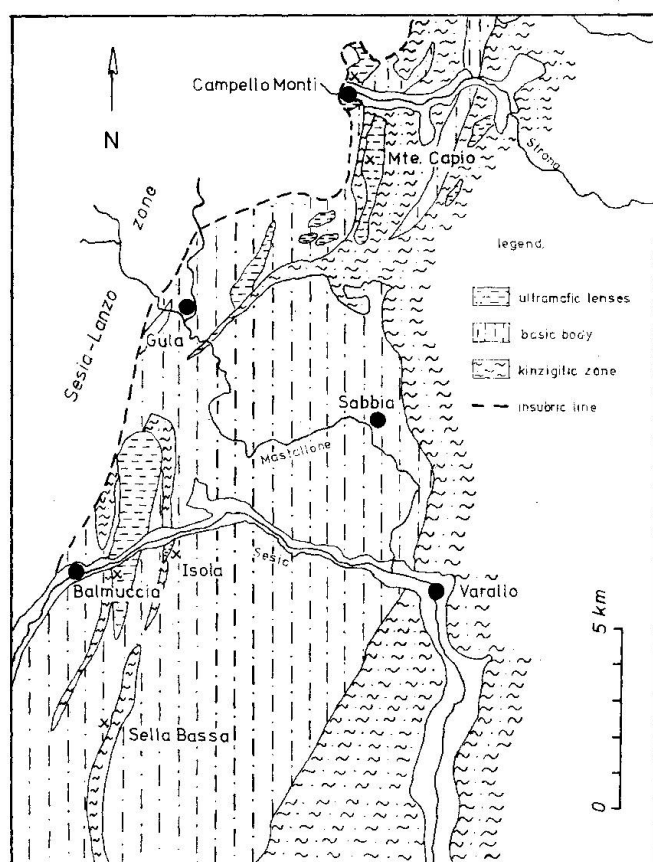 Campello Monti
N
Mte. Capio
Strona
zone
Sesia-Lanzo
legend.
ultramafic lenses
basic body
kinzigitic zone
insubric line
Gula
Sabbia
Mastallone
Sesia
Isola
Balmuccia
Varallo
Sella Bassa
5 km
0